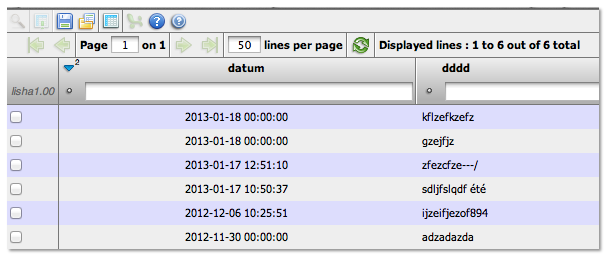 Page 1 on 1 50 lines per page Displayed lines : 1 to 6 out of 6 total
2 datum dddd
lisha1.00
2013-01-18 00:00:00 kflzefkzefz
2013-01-18 00:00:00 gzejfjz
2013-01-17 12:51:10 zfezcfze---/
2013-01-17 10:50:37 sdljfslqdf été
2012-12-06 10:25:51 ijzeifjezof894
2012-11-30 00:00:00 adzadazda